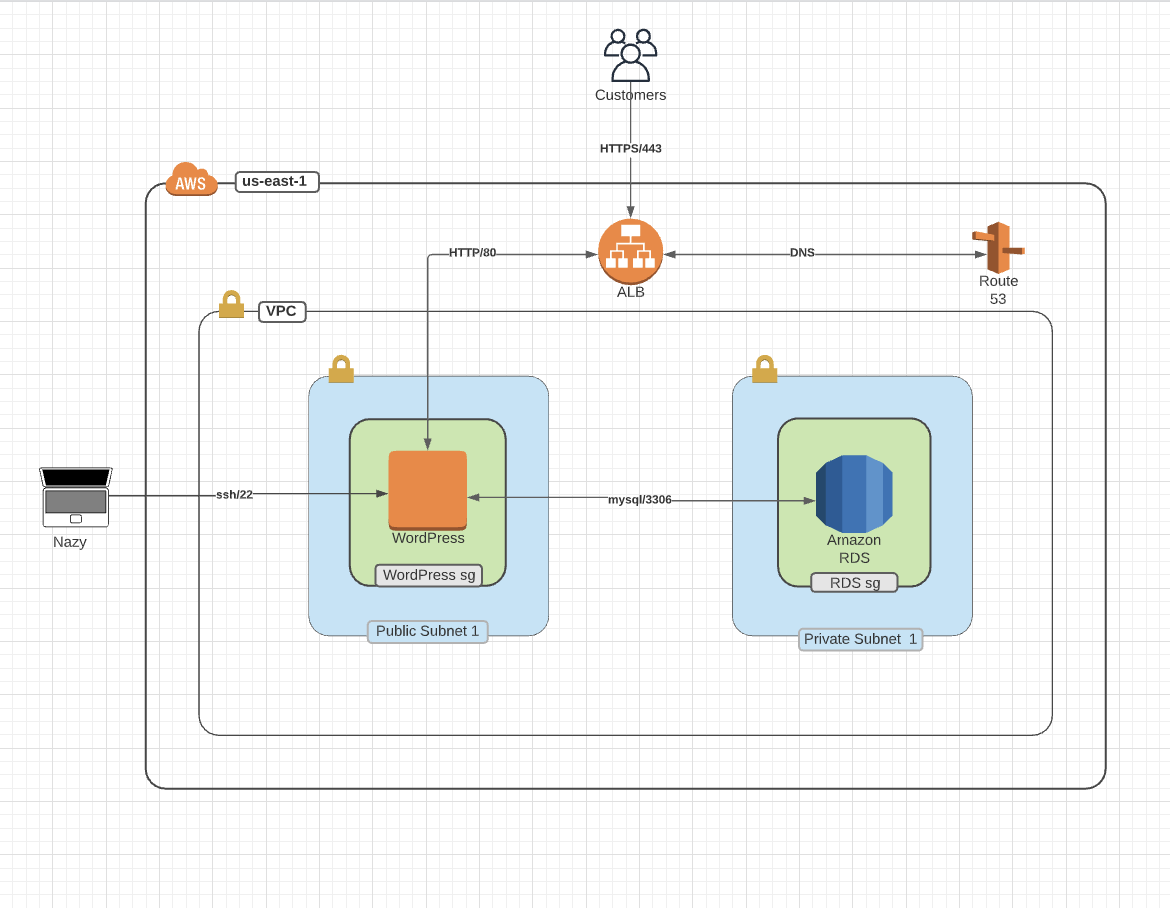 Customers
HTTPS/443
AWS
us-east-1
HTTP/80
DNS
ALB
Route
53
VPC
ssh/22
mysql/3306
Nazy
WordPress
Amazon
RDS
WordPress sg
RDS sg
Public Subnet 1
Private Subnet  1